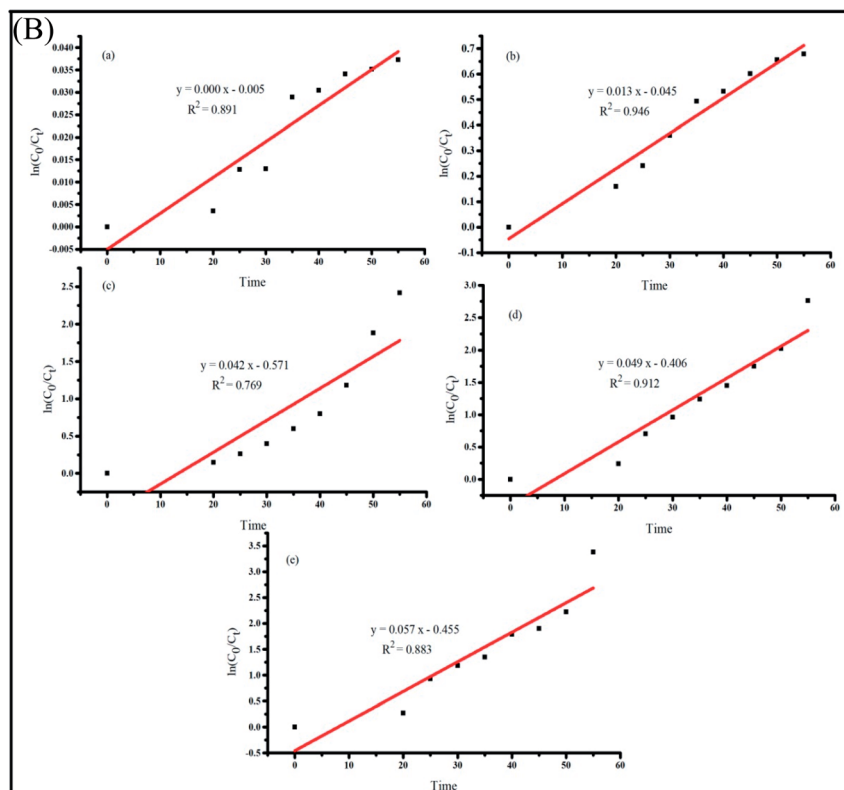 (B)
(a)
0.040
0.035
0.030
0.025
0.020
0.015
0.010
0.005
0.000
-0.005
ln(C0/Ct)
y = 0.000 x - 0.005
R² = 0.891
0 10 20 30 40 50 60
Time
(b)
0.7
0.6
0.5
0.4
0.3
0.2
0.1
0.0
-0.1
ln(C0/Ct)
y = 0.013 x - 0.045
R² = 0.946
0 10 20 30 40 50 60
Time
(c)
2.5
2.0
1.5
1.0
0.5
0.0
ln(C0/Ct)
y = 0.042 x - 0.571
R² = 0.769
0 10 20 30 40 50 60
Time
(d)
3.0
2.5
2.0
1.5
1.0
0.5
0.0
ln(C0/Ct)
y = 0.049 x - 0.406
R² = 0.912
0 10 20 30 40 50 60
Time
(e)
3.5
3.0
2.5
2.0
1.5
1.0
0.5
0.0
-0.5
ln(C0/Ct)
y = 0.057 x - 0.455
R² = 0.883
0 10 20 30 40 50 60
Time